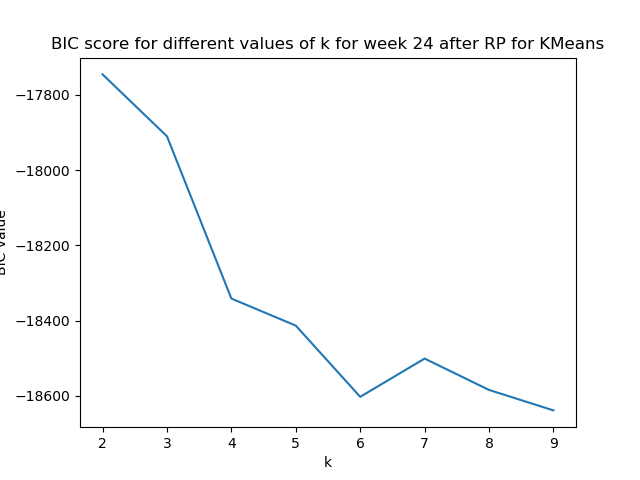 BIC score for different values of k for week 24 after RP for KMeans
−17800
−18000
−18200
−18400
−18600
BIC value
2 3 4 5 6 7 8 9
k